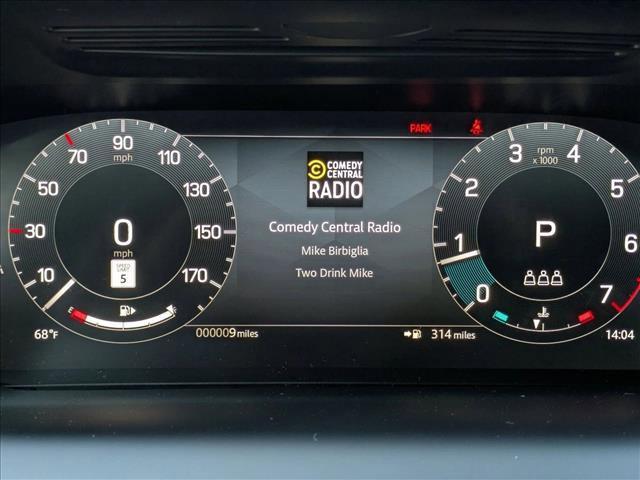 PARK
70 90 110
mph
50 130
30 150
10 170
0
mph
SPEED
LIMIT
5
E F
68°F
COMEDY
CENTRAL
RADIO
Comedy Central Radio
Mike Birbiglia
Two Drink Mike
000009 miles
314 miles
3 4
rpm
x 1000
2 5
1 6
0 7
P
14:04